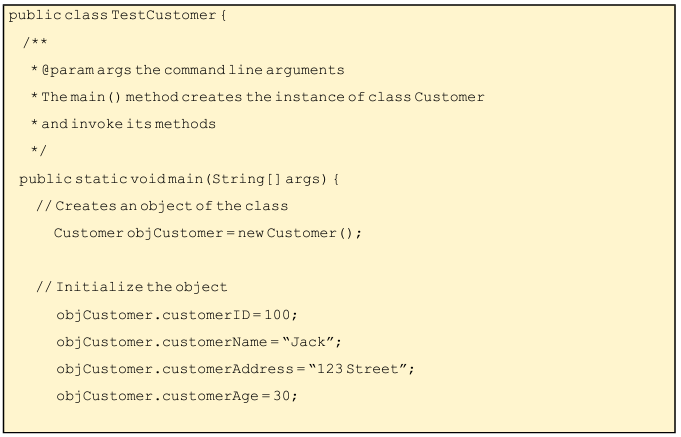 public class TestCustomer {
/**
* @param args the command line arguments
* The main() method creates the instance of class Customer
* and invoke its methods
*/
public static void main(String[] args) {
// Creates an object of the class
Customer objCustomer = new Customer();
// Initialize the object
objCustomer.customerID = 100;
objCustomer.customerName = “Jack”;
objCustomer.customerAddress = “123 Street”;
objCustomer.customerAge = 30;